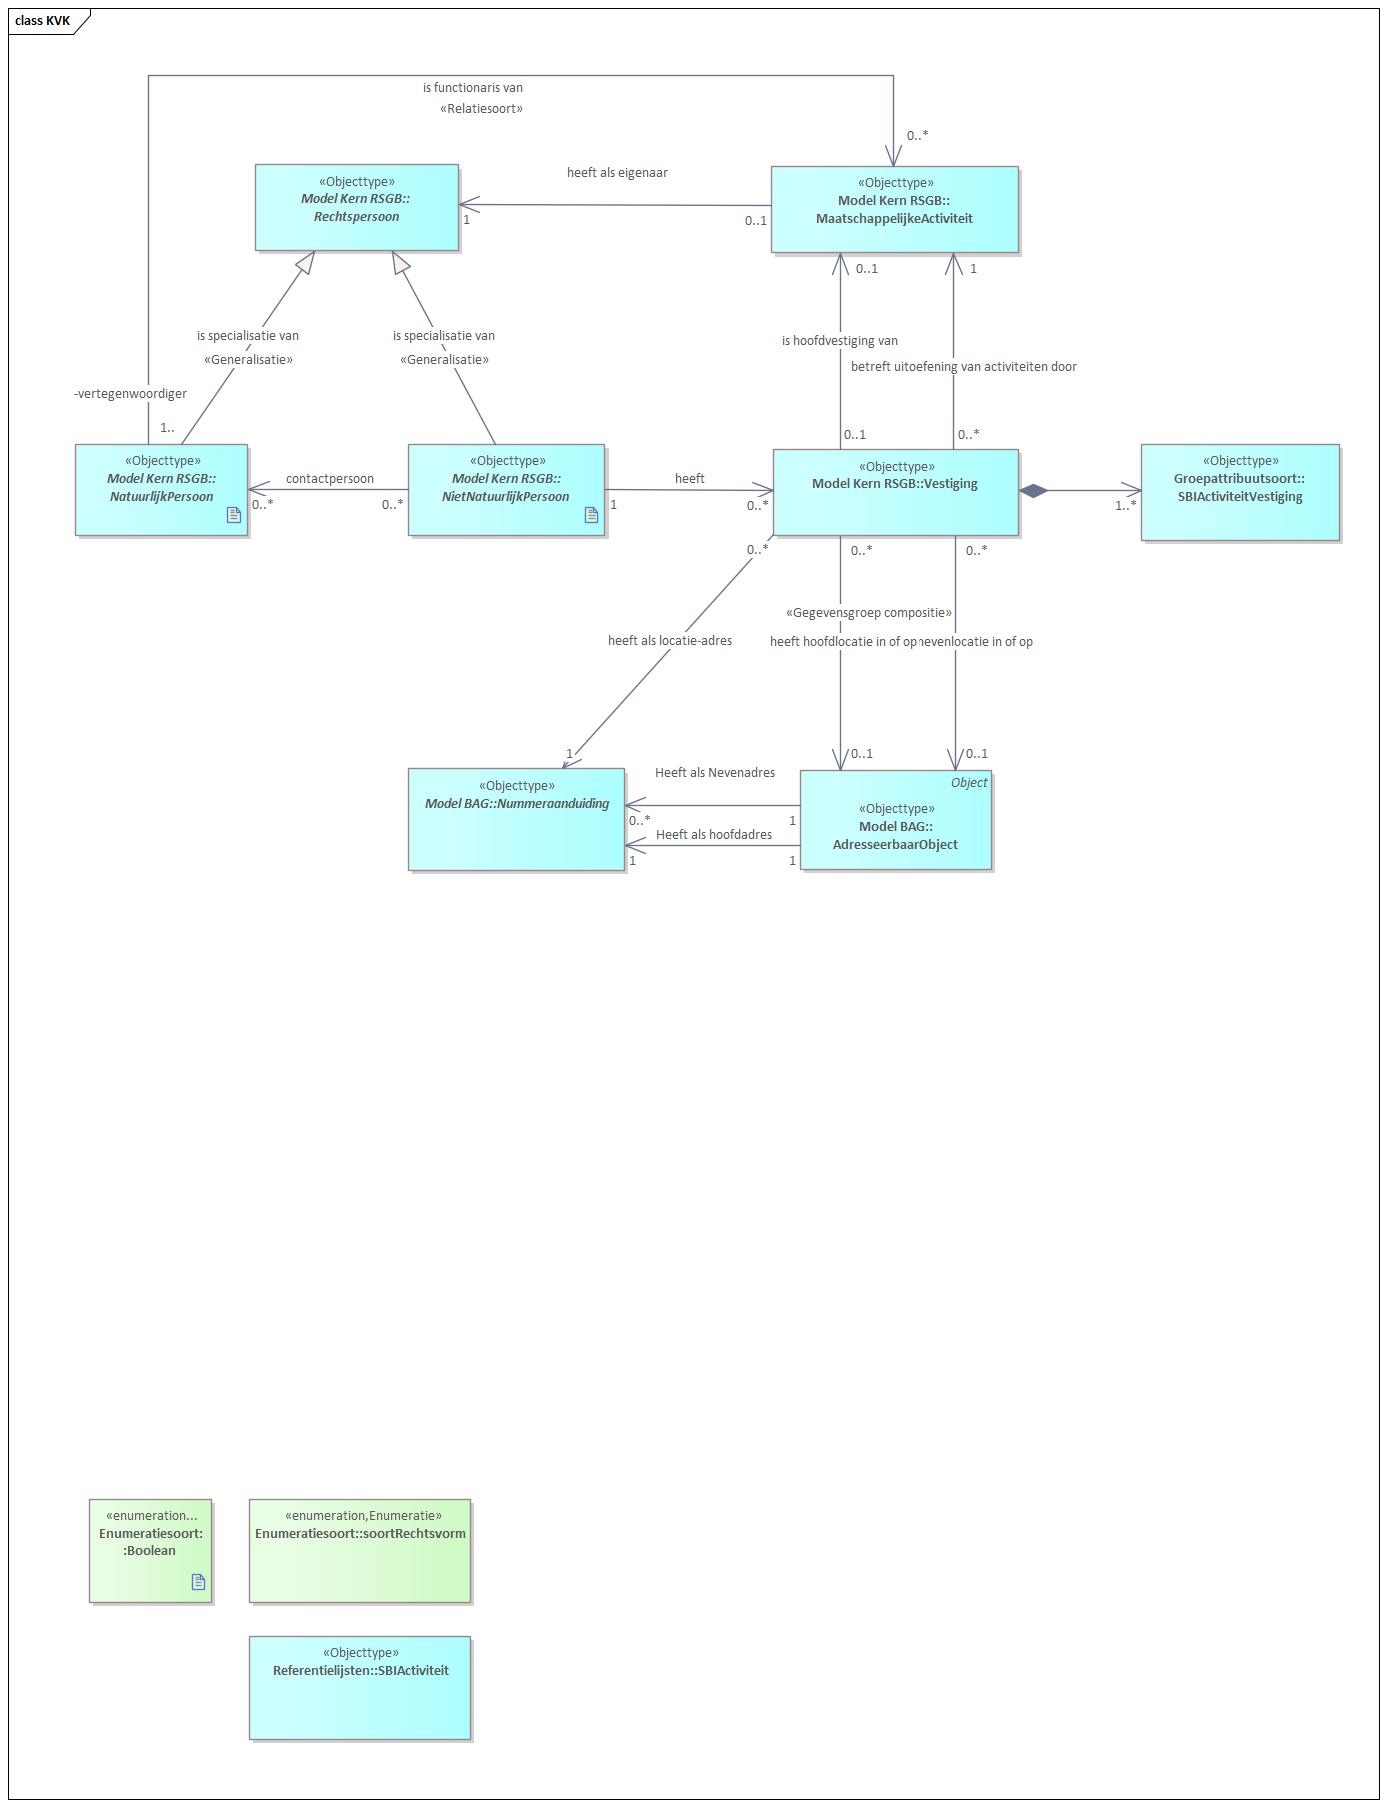 class KVK
is functionaris van
«Relatiesoort»
0..*
«Objecttype»
Model Kern RSGB::
Rechtspersoon
heeft als eigenaar
1
0..1
«Objecttype»
Model Kern RSGB::
MaatschappelijkeActiviteit
0..1
1
is specialisatie van
«Generalisatie»
is specialisatie van
«Generalisatie»
is hoofdvestiging van
betreft uitoefening van activiteiten door
-vertegenwoordiger
1..
0..1
0..*
«Objecttype»
Model Kern RSGB::
NatuurlijkPersoon
contactpersoon
0..*
0..*
«Objecttype»
Model Kern RSGB::
NietNatuurlijkPersoon
heeft
1
0..*
«Objecttype»
Model Kern RSGB::Vestiging
1..*
«Objecttype»
Groepattribuutsoort::
SBIActiviteitVestiging
0..*
0..*
0..*
«Gegevensgroep compositie»
heeft als locatie-adres
heeft hoofdlocatie in of op
nevenlocatie in of op
1
0..1
0..1
«Objecttype»
Model BAG::Nummeraanduiding
Heeft als Nevenadres
0..*
1
Heeft als hoofdadres
1
1
Object
«Objecttype»
Model BAG::
AdresseerbaarObject
«enumeration...
Enumeratiesoort:
:Boolean
«enumeration,Enumeratie»
Enumeratiesoort::soortRechtsvorm
«Objecttype»
Referentielijsten::SBIActiviteit